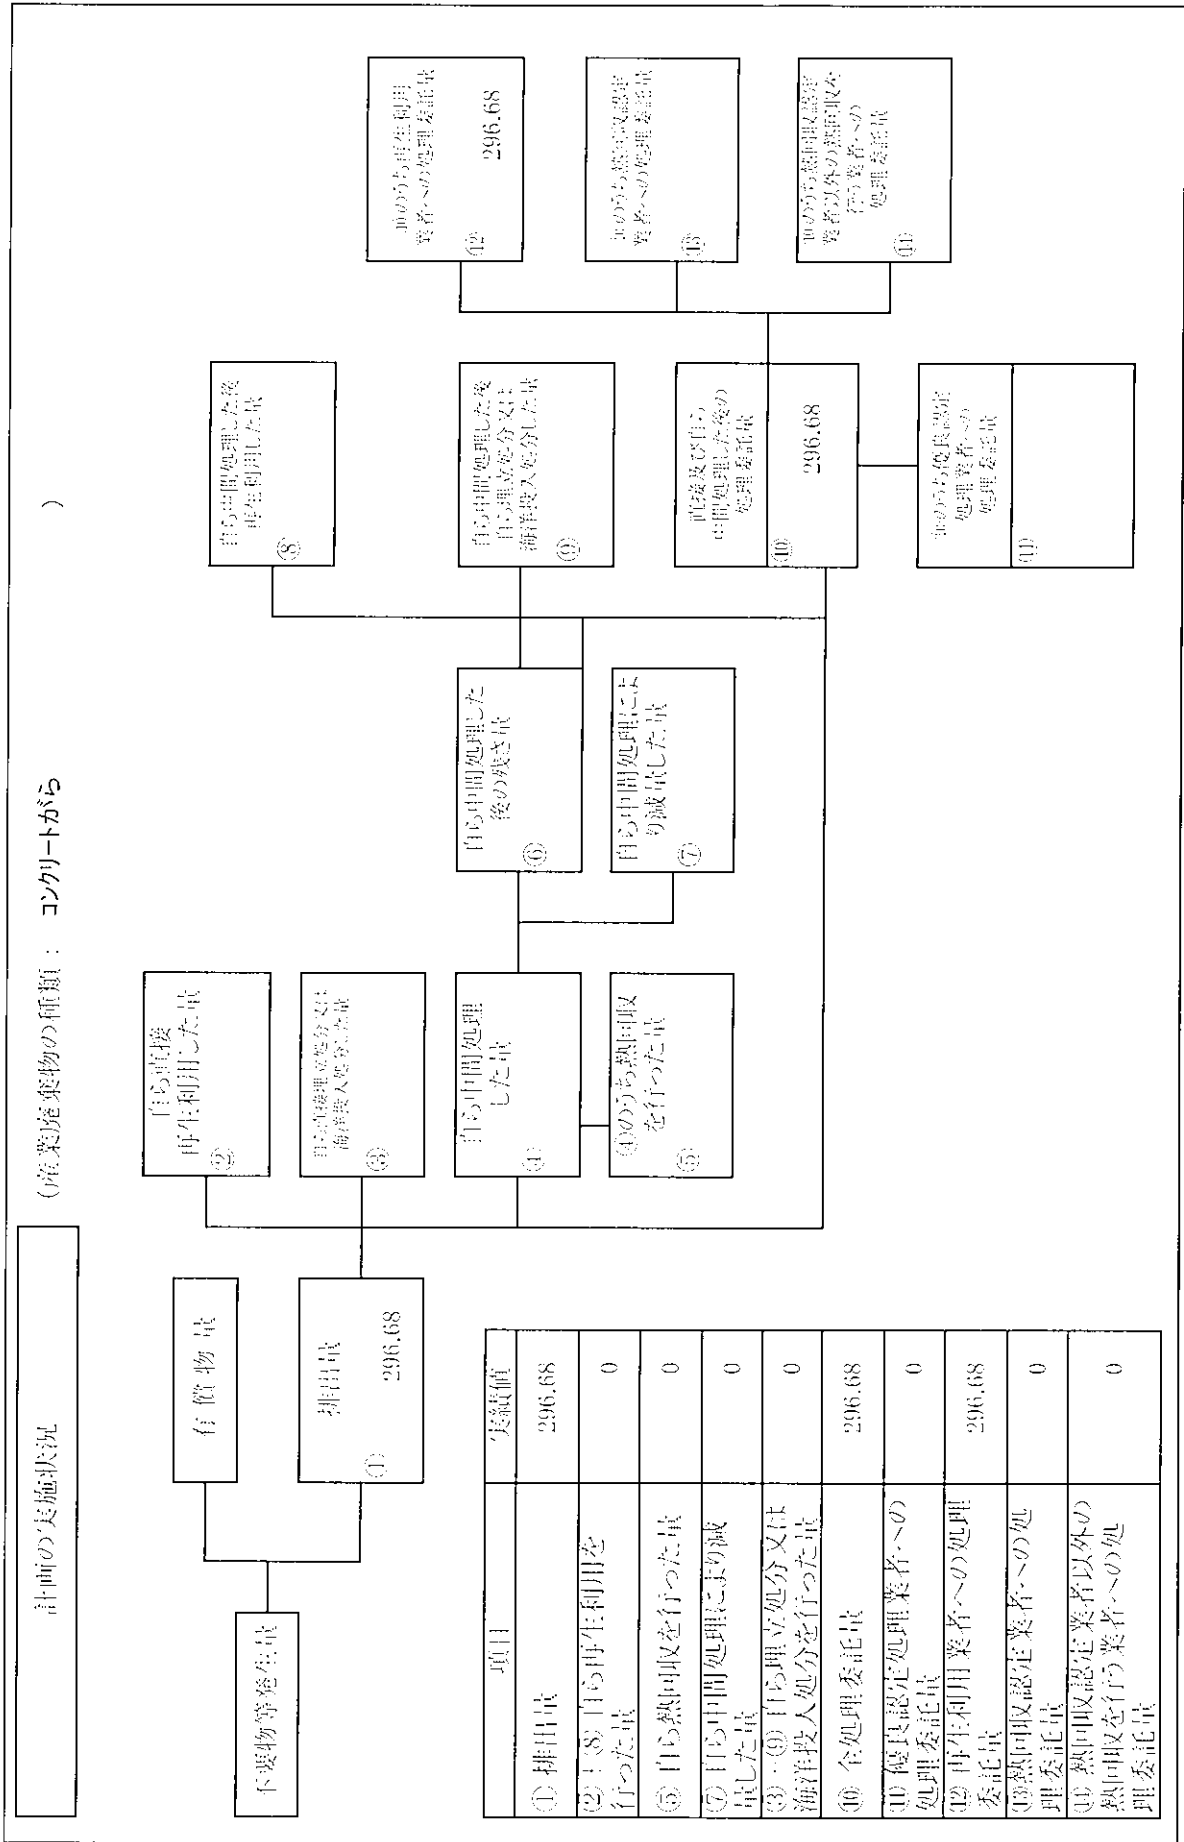 計画の実施状況
(産業廃棄物の種類： コンクリートがら )
不要物等発生量
有償物量
① 排出量
296.68
② 自ら直接
再生利用した量
③ 自ら直接埋立処分又は
海洋投入処分した量
④ 自ら中間処理
した量
⑤ ④のうち熱回収
を行った量
⑥ 自ら中間処理した
後の残さ量
⑦ 自ら中間処理によ
り減量した量
⑧ 自ら中間処理した後
再生利用した量
⑨ 自ら中間処理した後
自ら埋立処分又は
海洋投入処分した量
⑩ 直接及び自ら
中間処理した後の
処理委託量
296.68
⑪ ⑩のうち優良認定
処理業者への
処理委託量
⑫ ⑩のうち再生利用
業者への処理委託量
296.68
⑬ ⑩のうち熱回収認定
業者への処理委託量
⑭ ⑩のうち熱回収認定
業者以外の熱回収を
行う業者への
処理委託量
項目 実績値
① 排出量 296.68
②＋⑧ 自ら再生利用を
行った量 0
⑤ 自ら熱回収を行った量 0
⑦ 自ら中間処理により減
量した量 0
③＋⑨ 自ら埋立処分又は
海洋投入処分を行った量 0
⑩ 全処理委託量 296.68
⑪ 優良認定処理業者への
処理委託量 0
⑫ 再生利用業者への処理
委託量 296.68
⑬ 熱回収認定業者への処
理委託量 0
⑭ 熱回収認定業者以外の
熱回収を行う業者への処
理委託量 0